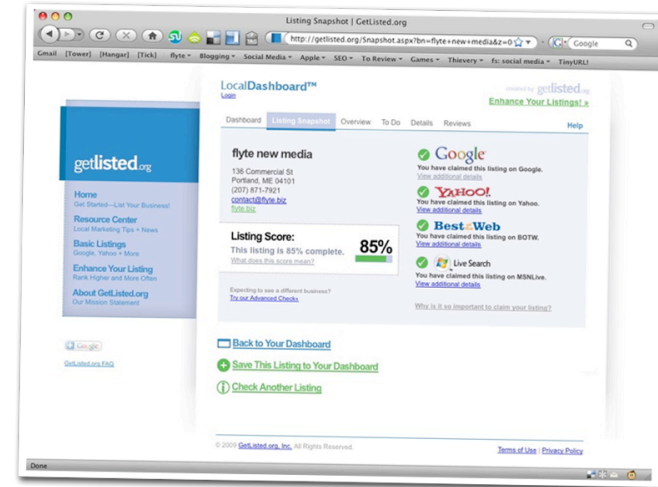 Listing Snapshot | GetListed.org
http://getlisted.org/Snapshot.aspx?bn=flyte+new+media&z=0
Google
Gmail [Tower] [Hangar] [Tick] flyte Blogging Social Media Apple SEO To Review Games Thievery fs: social media TinyURL!
LocalDashboard™
Login
created by getlisted.org
Enhance Your Listings! »
Dashboard Listing Snapshot Overview To Do Details Reviews Help
getlisted.org
Home
Get Started—List Your Business!
Resource Center
Local Marketing Tips + News
Basic Listings
Google, Yahoo + More
Enhance Your Listing
Rank Higher and More Often
About GetListed.org
Our Mission Statement
Google
GetListed.org FAQ
flyte new media
136 Commercial St
Portland, ME 04101
(207) 871-7921
contact@flyte.biz
flyte.biz
Listing Score:
This listing is 85% complete.
What does this score mean?
85%
Expecting to see a different business?
Try our Advanced Check»
Google
You have claimed this listing on Google.
View additional details
YAHOO!
You have claimed this listing on Yahoo.
View additional details
Best of the Web
You have claimed this listing on BOTW.
View additional details
Live Search
You have claimed this listing on MSNLive.
View additional details
Why is it so important to claim your listing?
Back to Your Dashboard
Save This Listing to Your Dashboard
Check Another Listing
© 2009 GetListed.org, Inc. All Rights Reserved.
Terms of Use | Privacy Policy
Done